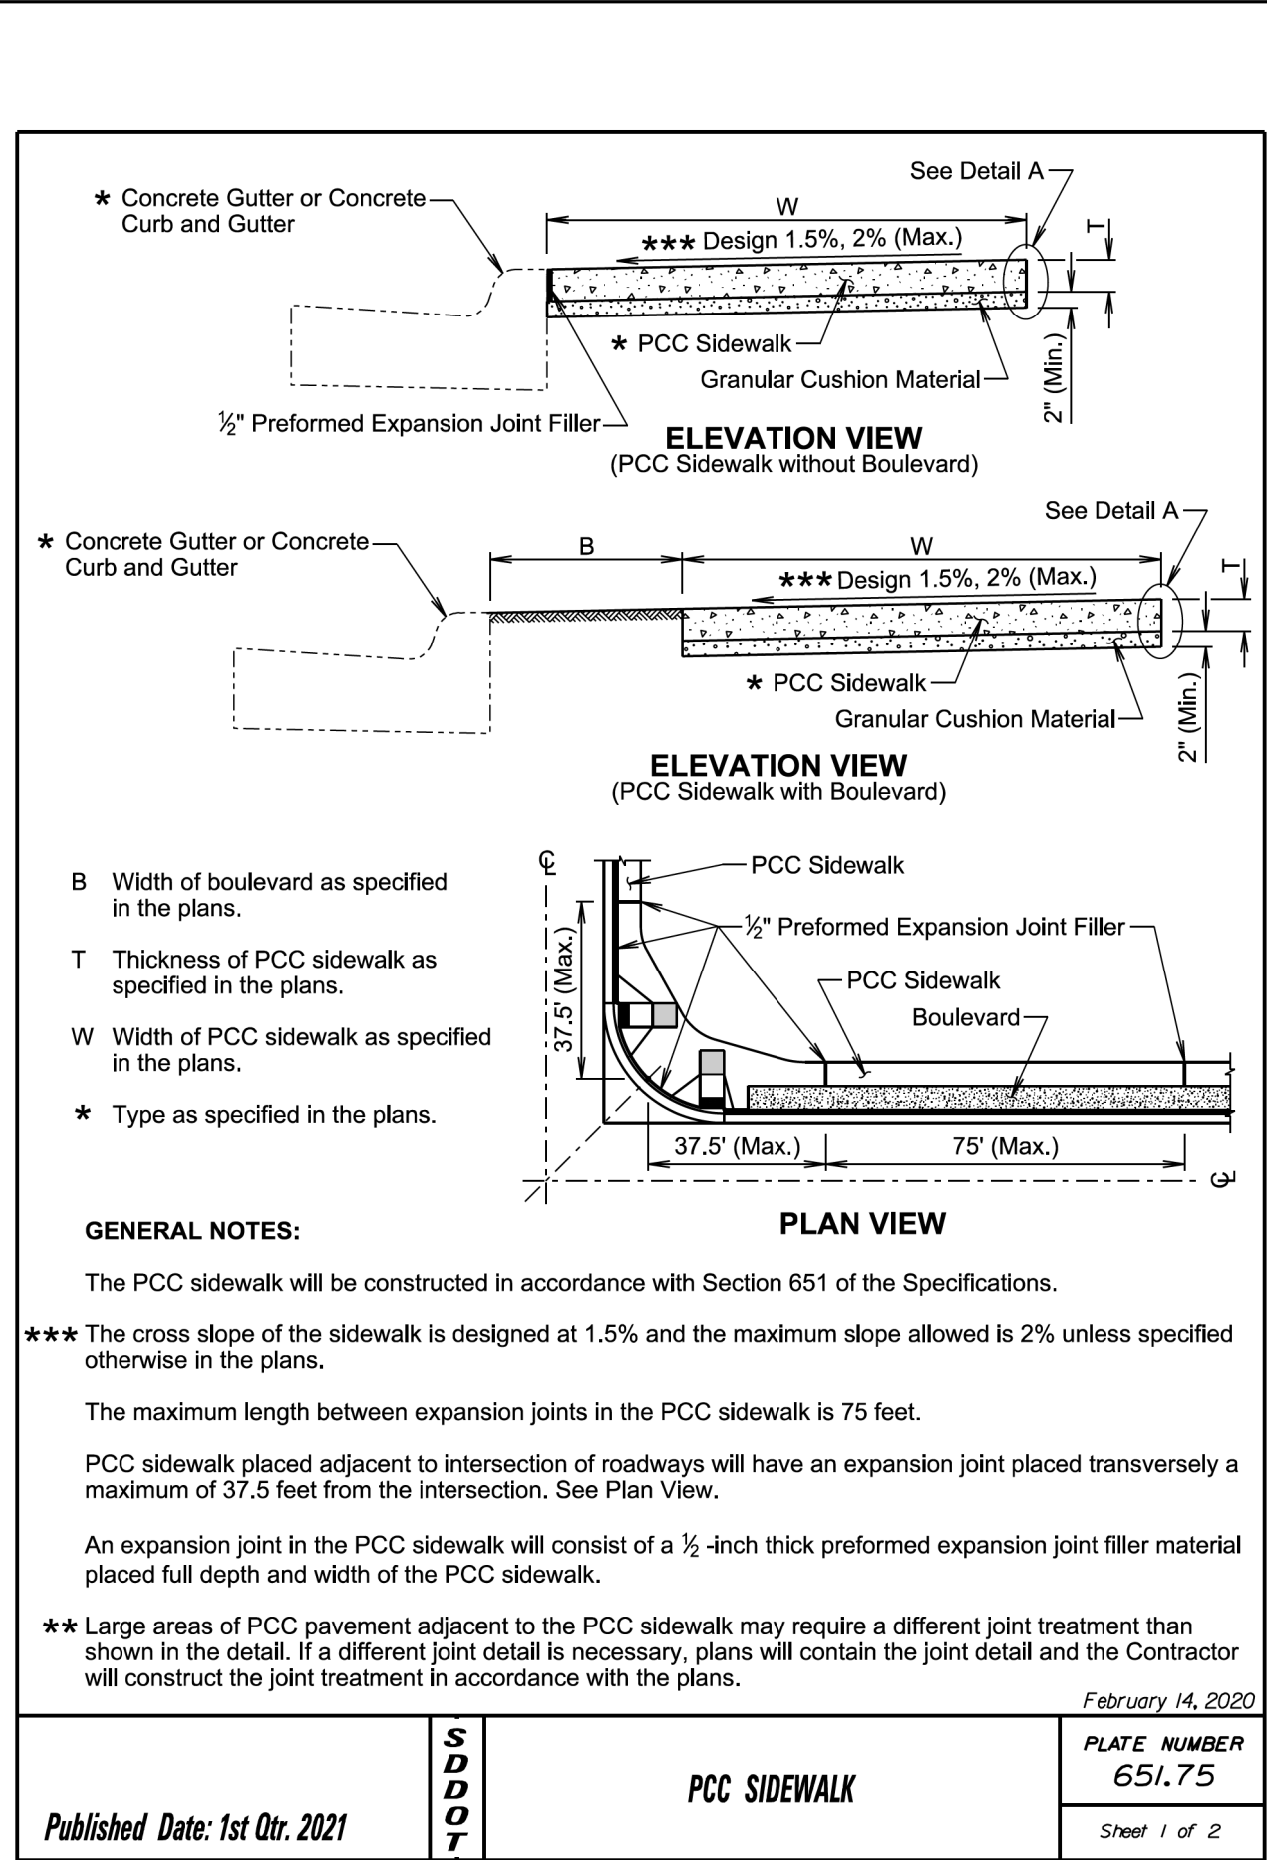 See Detail A
* Concrete Gutter or Concrete
Curb and Gutter
W
T
*** Design 1.5%, 2% (Max.)
* PCC Sidewalk
Granular Cushion Material
2" (Min.)
½" Preformed Expansion Joint Filler
ELEVATION VIEW
(PCC Sidewalk without Boulevard)
See Detail A
* Concrete Gutter or Concrete
Curb and Gutter
B
W
T
*** Design 1.5%, 2% (Max.)
* PCC Sidewalk
Granular Cushion Material
2" (Min.)
ELEVATION VIEW
(PCC Sidewalk with Boulevard)
B Width of boulevard as specified
in the plans.
T Thickness of PCC sidewalk as
specified in the plans.
W Width of PCC sidewalk as specified
in the plans.
* Type as specified in the plans.
℄
PCC Sidewalk
½" Preformed Expansion Joint Filler
37.5' (Max.)
PCC Sidewalk
Boulevard
37.5' (Max.)
75' (Max.)
℄
PLAN VIEW
GENERAL NOTES:
The PCC sidewalk will be constructed in accordance with Section 651 of the Specifications.
*** The cross slope of the sidewalk is designed at 1.5% and the maximum slope allowed is 2% unless specified
otherwise in the plans.
The maximum length between expansion joints in the PCC sidewalk is 75 feet.
PCC sidewalk placed adjacent to intersection of roadways will have an expansion joint placed transversely a
maximum of 37.5 feet from the intersection. See Plan View.
An expansion joint in the PCC sidewalk will consist of a ½ -inch thick preformed expansion joint filler material
placed full depth and width of the PCC sidewalk.
** Large areas of PCC pavement adjacent to the PCC sidewalk may require a different joint treatment than
shown in the detail. If a different joint detail is necessary, plans will contain the joint detail and the Contractor
will construct the joint treatment in accordance with the plans.
February 14, 2020
Published Date: 1st Qtr. 2021
SDDOT
PCC SIDEWALK
PLATE NUMBER
651.75
Sheet 1 of 2